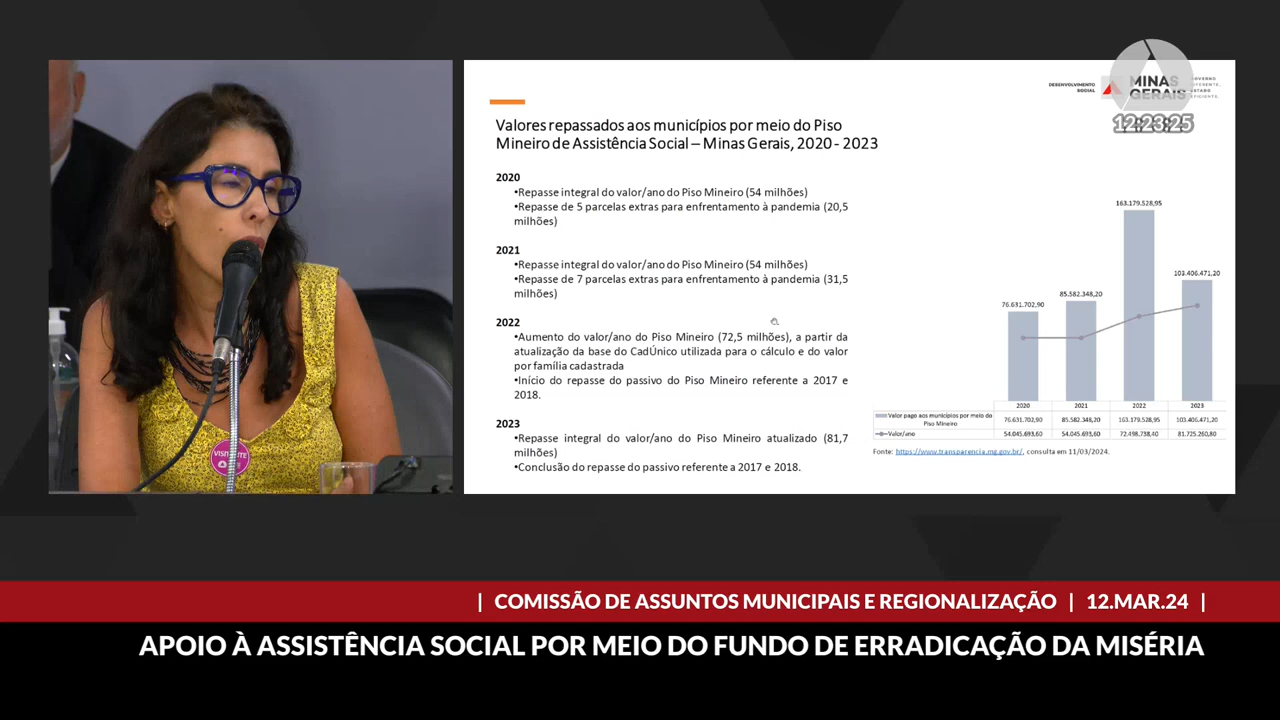 DESENVOLVIMENTO
SOCIAL
MINAS
GERAIS
GOVERNO
DIFERENTE.
ESTADO
EFICIENTE.
12:23:25
Valores repassados aos municípios por meio do Piso
Mineiro de Assistência Social – Minas Gerais, 2020 - 2023
2020
•Repasse integral do valor/ano do Piso Mineiro (54 milhões)
•Repasse de 5 parcelas extras para enfrentamento à pandemia (20,5
milhões)
2021
•Repasse integral do valor/ano do Piso Mineiro (54 milhões)
•Repasse de 7 parcelas extras para enfrentamento à pandemia (31,5
milhões)
2022
•Aumento do valor/ano do Piso Mineiro (72,5 milhões), a partir da
atualização da base do CadÚnico utilizada para o cálculo e do valor
por família cadastrada
•Início do repasse do passivo do Piso Mineiro referente a 2017 e
2018.
2023
•Repasse integral do valor/ano do Piso Mineiro atualizado (81,7
milhões)
•Conclusão do repasse do passivo referente a 2017 e 2018.
163.179.528,95
103.406.471,20
85.582.348,20
76.631.702,90
2020 2021 2022 2023
Valor pago aos municípios por meio do
Piso Mineiro
76.631.702,90 85.582.348,20 163.179.528,95 103.406.471,20
Valor/ano 54.045.693,60 54.045.693,60 72.498.738,40 81.725.260,80
Fonte: https://www.transparencia.mg.gov.br/, consulta em 11/03/2024.
VISITANTE
| COMISSÃO DE ASSUNTOS MUNICIPAIS E REGIONALIZAÇÃO | 12.MAR.24 |
APOIO À ASSISTÊNCIA SOCIAL POR MEIO DO FUNDO DE ERRADICAÇÃO DA MISÉRIA